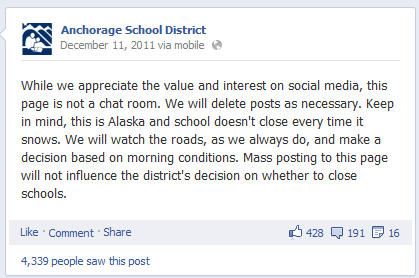 Anchorage School District
December 11, 2011 via mobile
While we appreciate the value and interest on social media, this
page is not a chat room. We will delete posts as necessary. Keep
in mind, this is Alaska and school doesn't close every time it
snows. We will watch the roads, as we always do, and make a
decision based on morning conditions. Mass posting to this page
will not influence the district's decision on whether to close
schools.
Like · Comment · Share 428 191 16
4,339 people saw this post